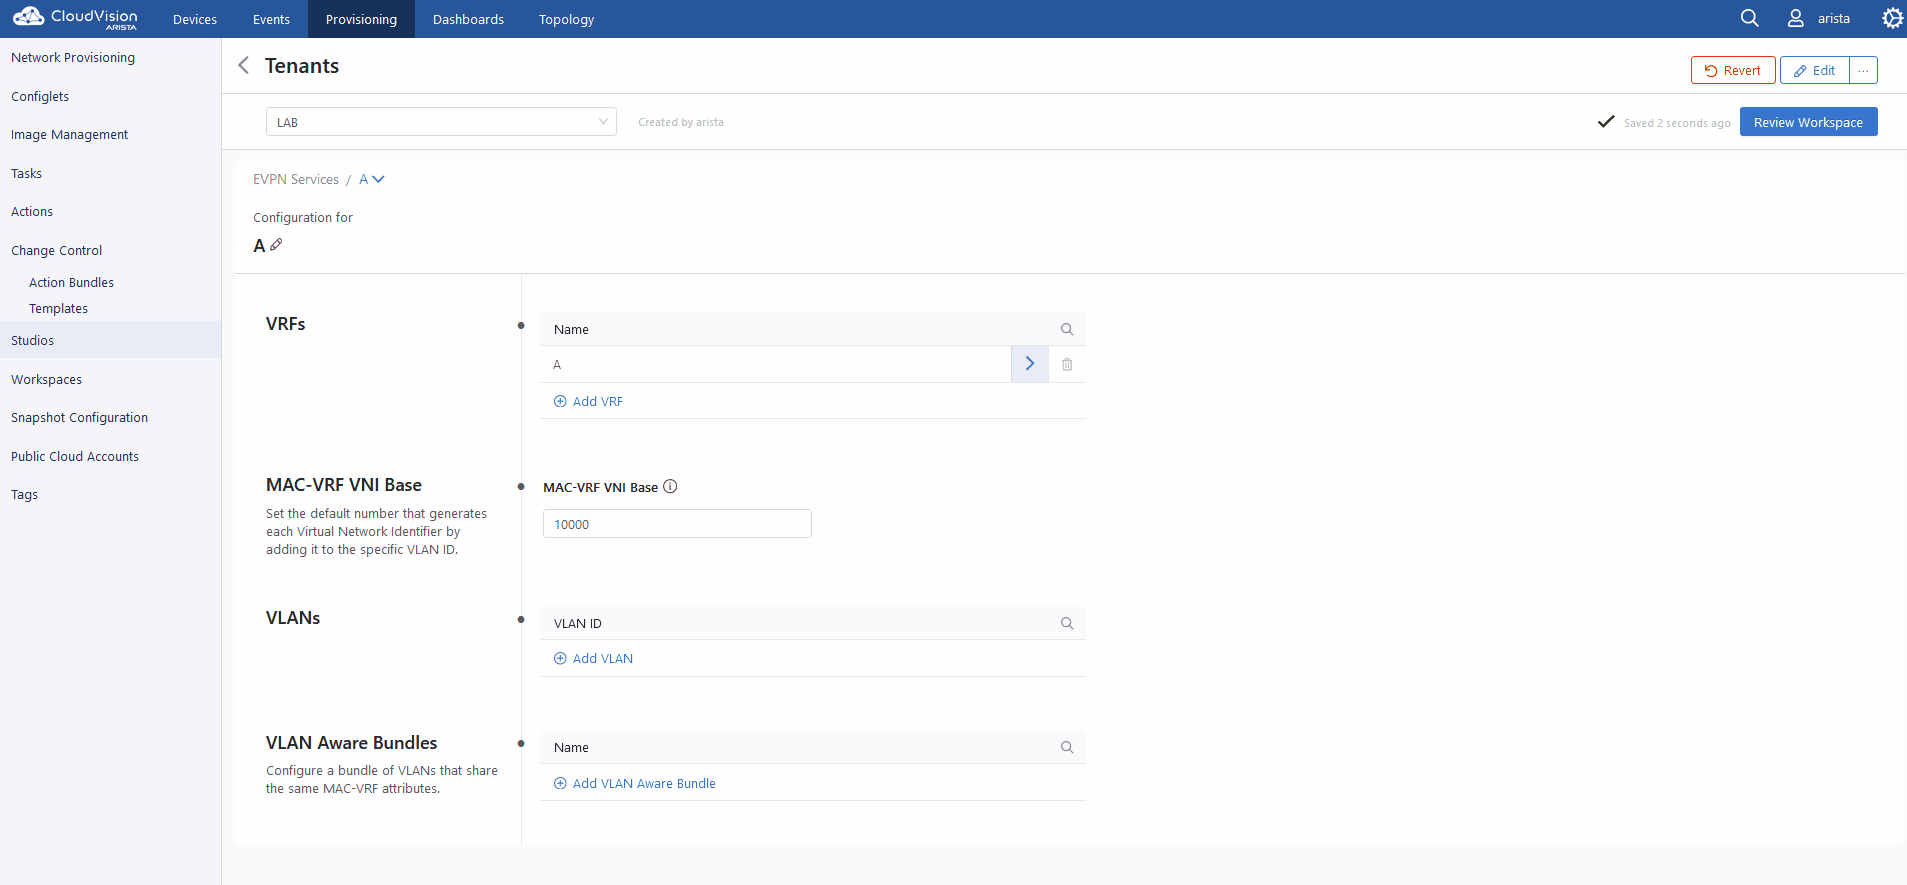 CloudVision
ARISTA
Devices
Events
Provisioning
Dashboards
Topology
arista
Network Provisioning
Configlets
Image Management
Tasks
Actions
Change Control
Action Bundles
Templates
Studios
Workspaces
Snapshot Configuration
Public Cloud Accounts
Tags
Tenants
Revert
Edit
...
LAB
Created by arista
Saved 2 seconds ago
Review Workspace
EVPN Services / A
Configuration for
A
VRFs
Name
A
Add VRF
MAC-VRF VNI Base
Set the default number that generates
each Virtual Network Identifier by
adding it to the specific VLAN ID.
MAC-VRF VNI Base
10000
VLANs
VLAN ID
Add VLAN
VLAN Aware Bundles
Configure a bundle of VLANs that share
the same MAC-VRF attributes.
Name
Add VLAN Aware Bundle